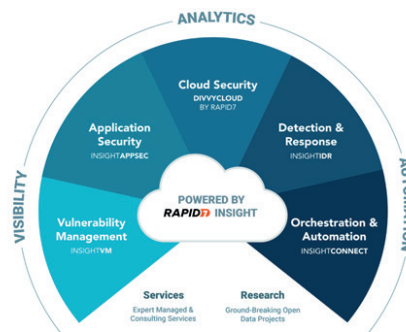 ANALYTICS
VISIBILITY
AUTOMATION
Cloud Security
DIVVYCLOUD
BY RAPID7
Application
Security
INSIGHTAPPSEC
Detection &
Response
INSIGHTIDR
Vulnerability
Management
INSIGHTVM
Orchestration &
Automation
INSIGHTCONNECT
POWERED BY
RAPID7 INSIGHT
Services
Expert Managed &
Consulting Services
Research
Ground-Breaking Open
Data Projects